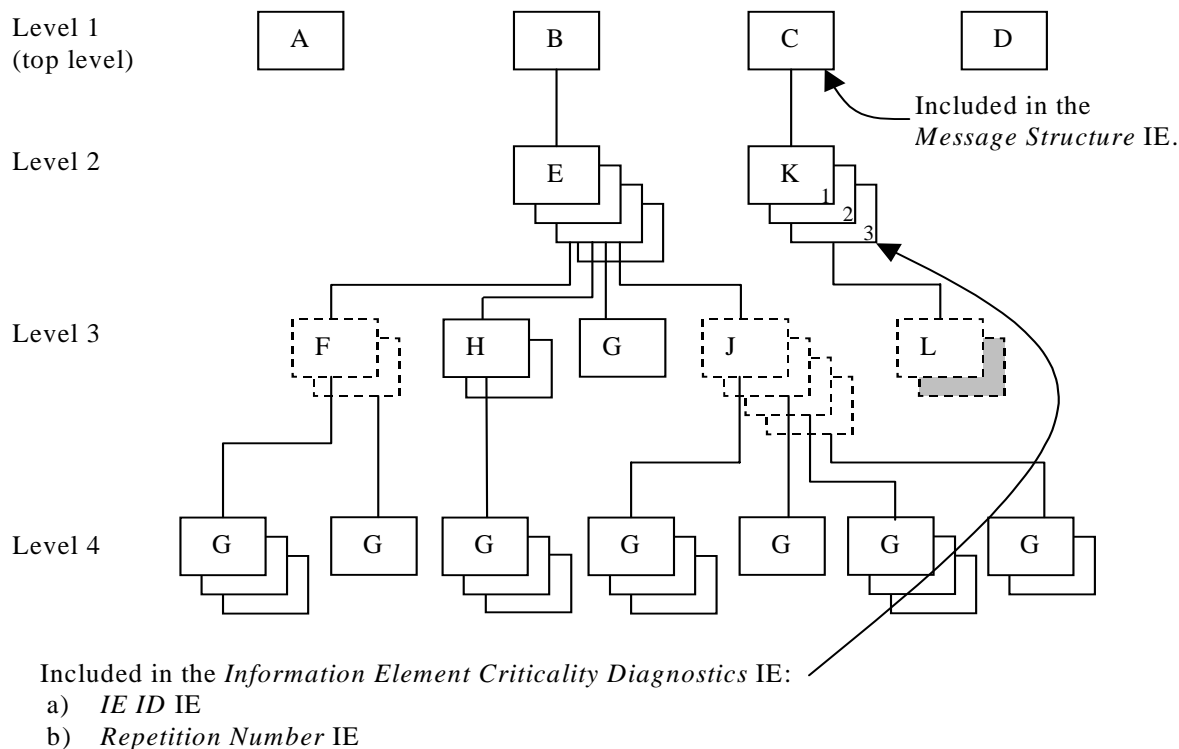 Level 1
(top level)
A
B
C
D
Included in the
Message Structure IE.
Level 2
E
K
1
2
3
Level 3
F
H
G
J
L
Level 4
G
G
G
G
G
G
G
Included in the Information Element Criticality Diagnostics IE:
a) IE ID IE
b) Repetition Number IE